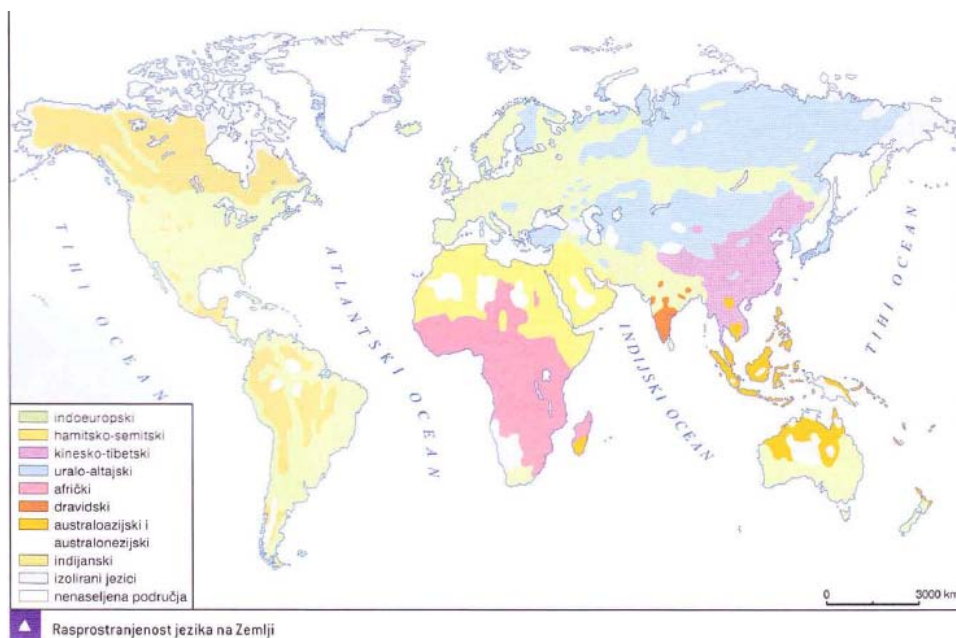 TIHI OCEAN
ATLANTSKI OCEAN
INDIJSKI OCEAN
TIHI OCEAN
indoeuropski
hamitsko-semitski
kinesko-tibetski
uralo-altajski
afrički
dravidski
australoazijski i
australonezijski
indijanski
izolirani jezici
nenaseljena područja
0 3000 km
Rasprostranjenost jezika na Zemlji